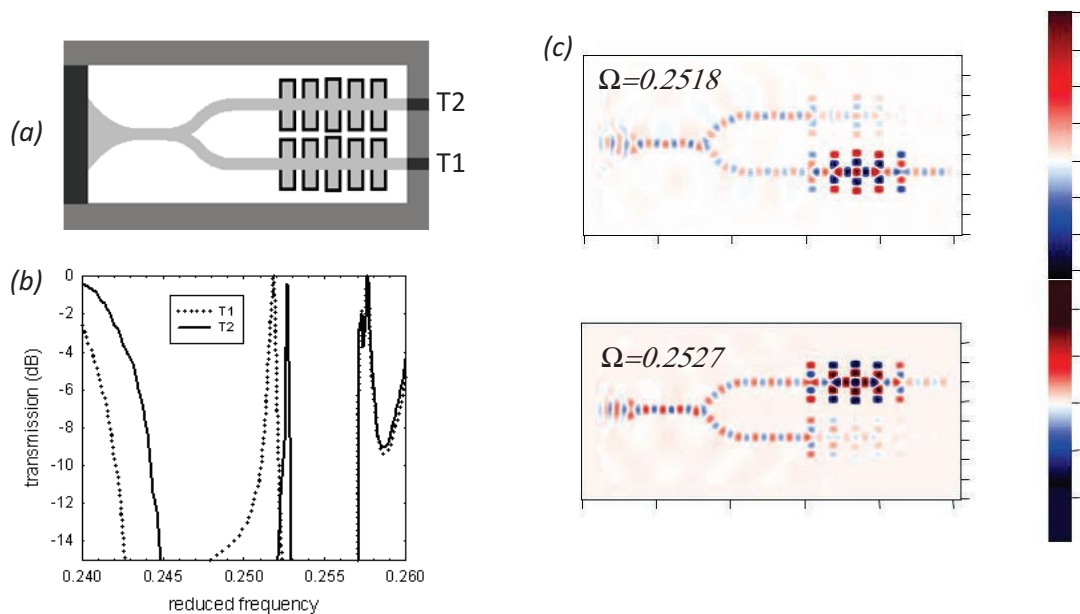 (a)
T2
T1
(b)
0
-2
-4
-6
-8
-10
-12
-14
transmission (dB)
T1
T2
0.240
0.245
0.250
0.255
0.260
reduced frequency
(c)
Ω=0.2518
Ω=0.2527